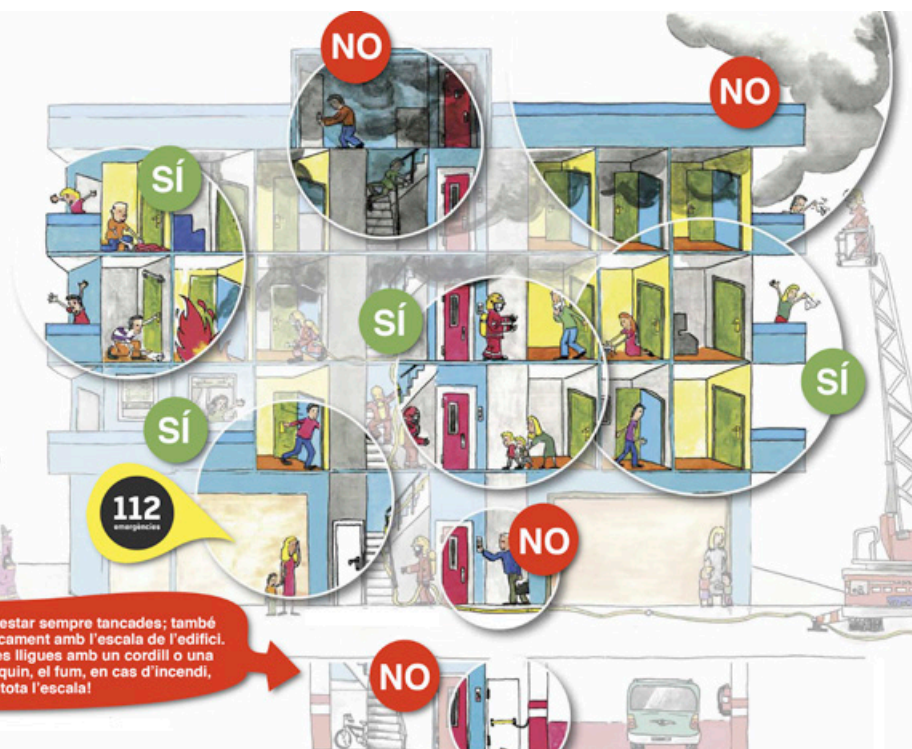 NO
NO
SÍ
SÍ
SÍ
SÍ
112
emergències
NO
estar sempre tancades; també
cament amb l'escala de l'edifici.
es lligues amb un cordill o una
quin, el fum, en cas d'incendi,
tota l'escala!
NO